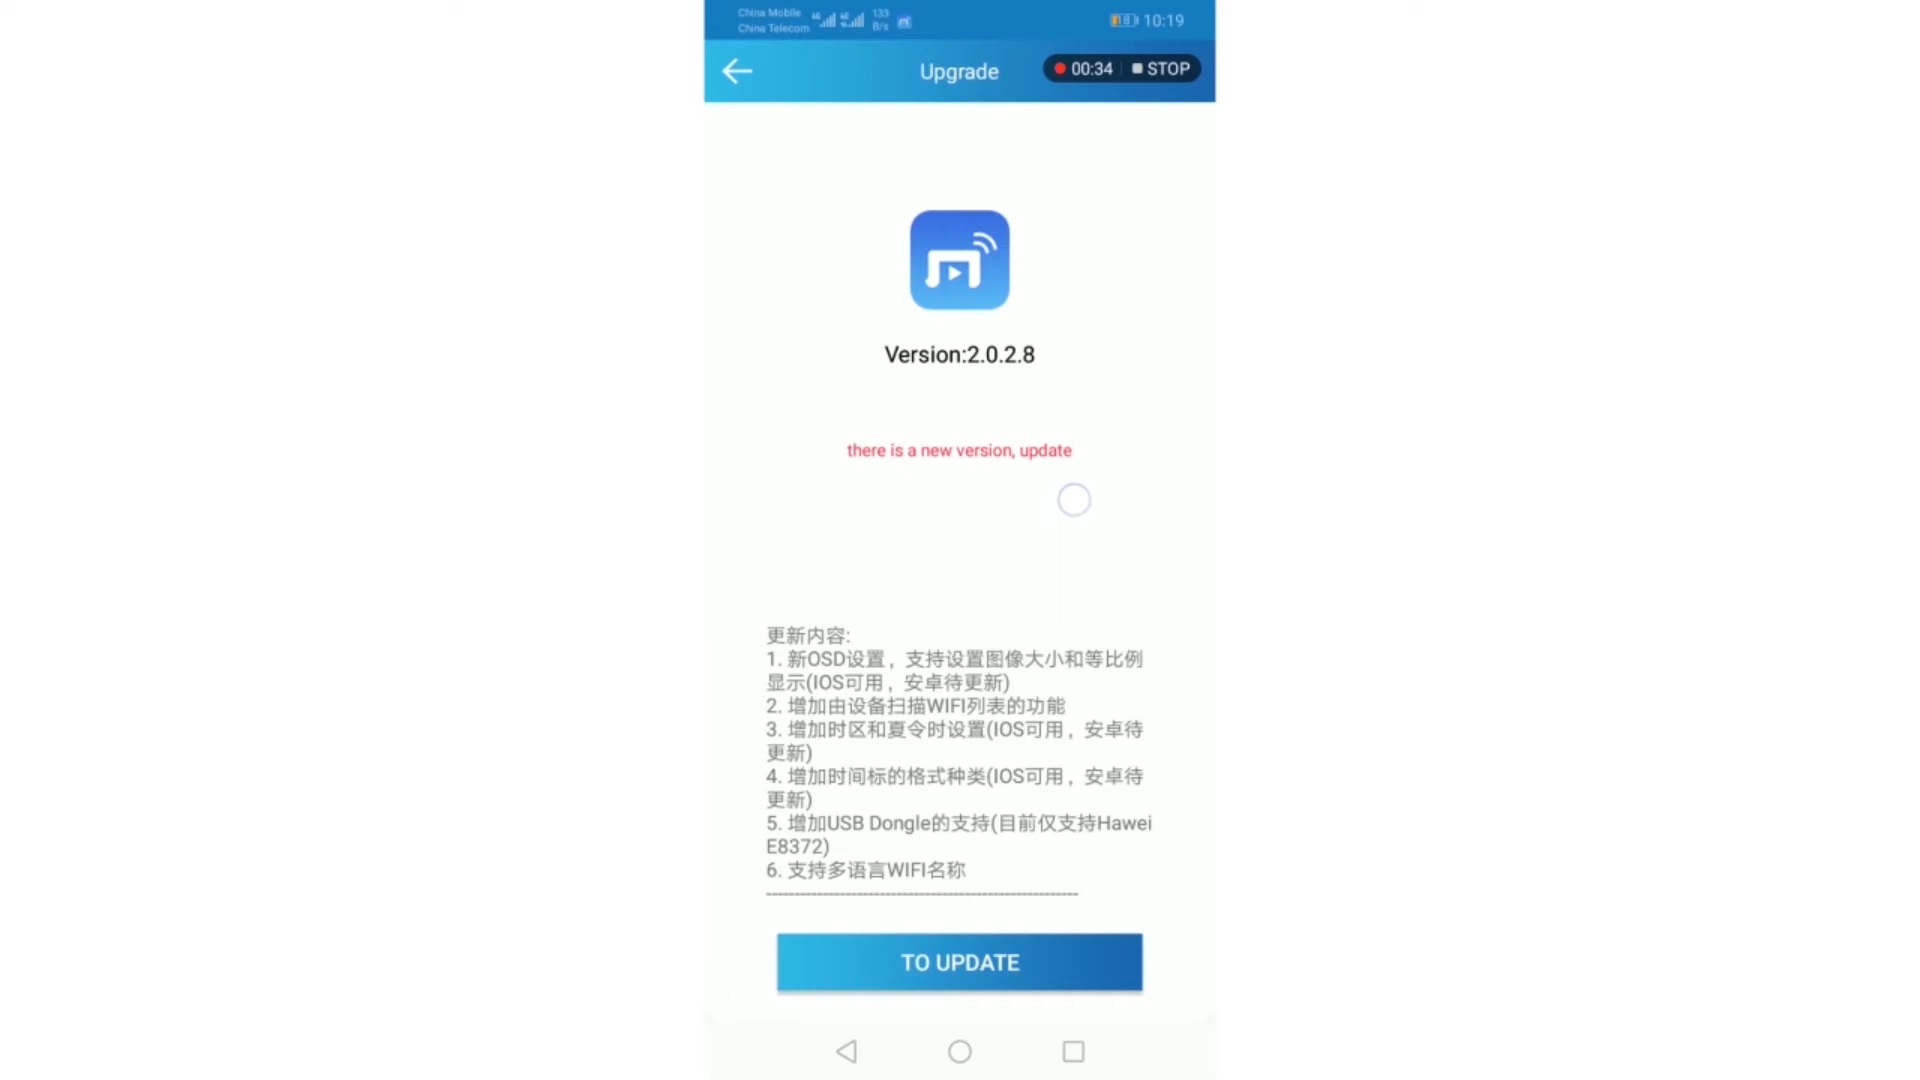 China Mobile
China Telecom
4G
4G
133
B/s
18
10:19
Upgrade
00:34
STOP
Version:2.0.2.8
there is a new version, update
更新内容:
1. 新OSD设置，支持设置图像大小和等比例
显示(IOS可用，安卓待更新)
2. 增加由设备扫描WIFI列表的功能
3. 增加时区和夏令时设置(IOS可用，安卓待
更新)
4. 增加时间标的格式种类(IOS可用，安卓待
更新)
5. 增加USB Dongle的支持(目前仅支持Hawei
E8372)
6. 支持多语言WIFI名称
----------------------------------------------------
TO UPDATE